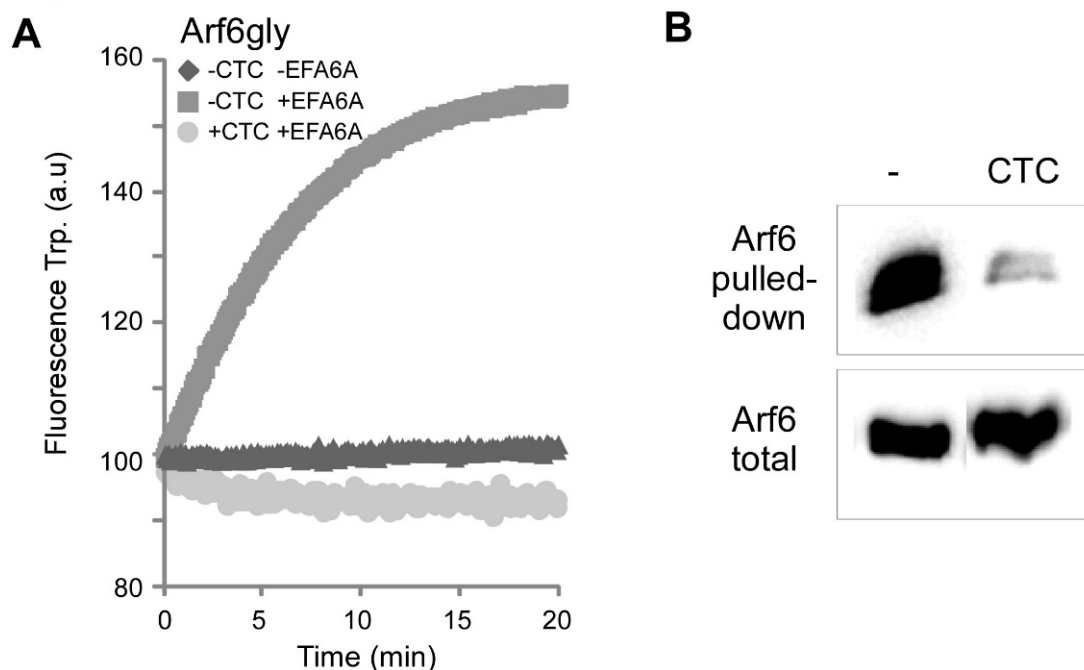 A
Arf6gly
-CTC -EFA6A
-CTC +EFA6A
+CTC +EFA6A
160
140
120
100
80
Fluorescence Trp. (a.u)
0 5 10 15 20
Time (min)
B
- CTC
Arf6
pulled-
down
Arf6
total